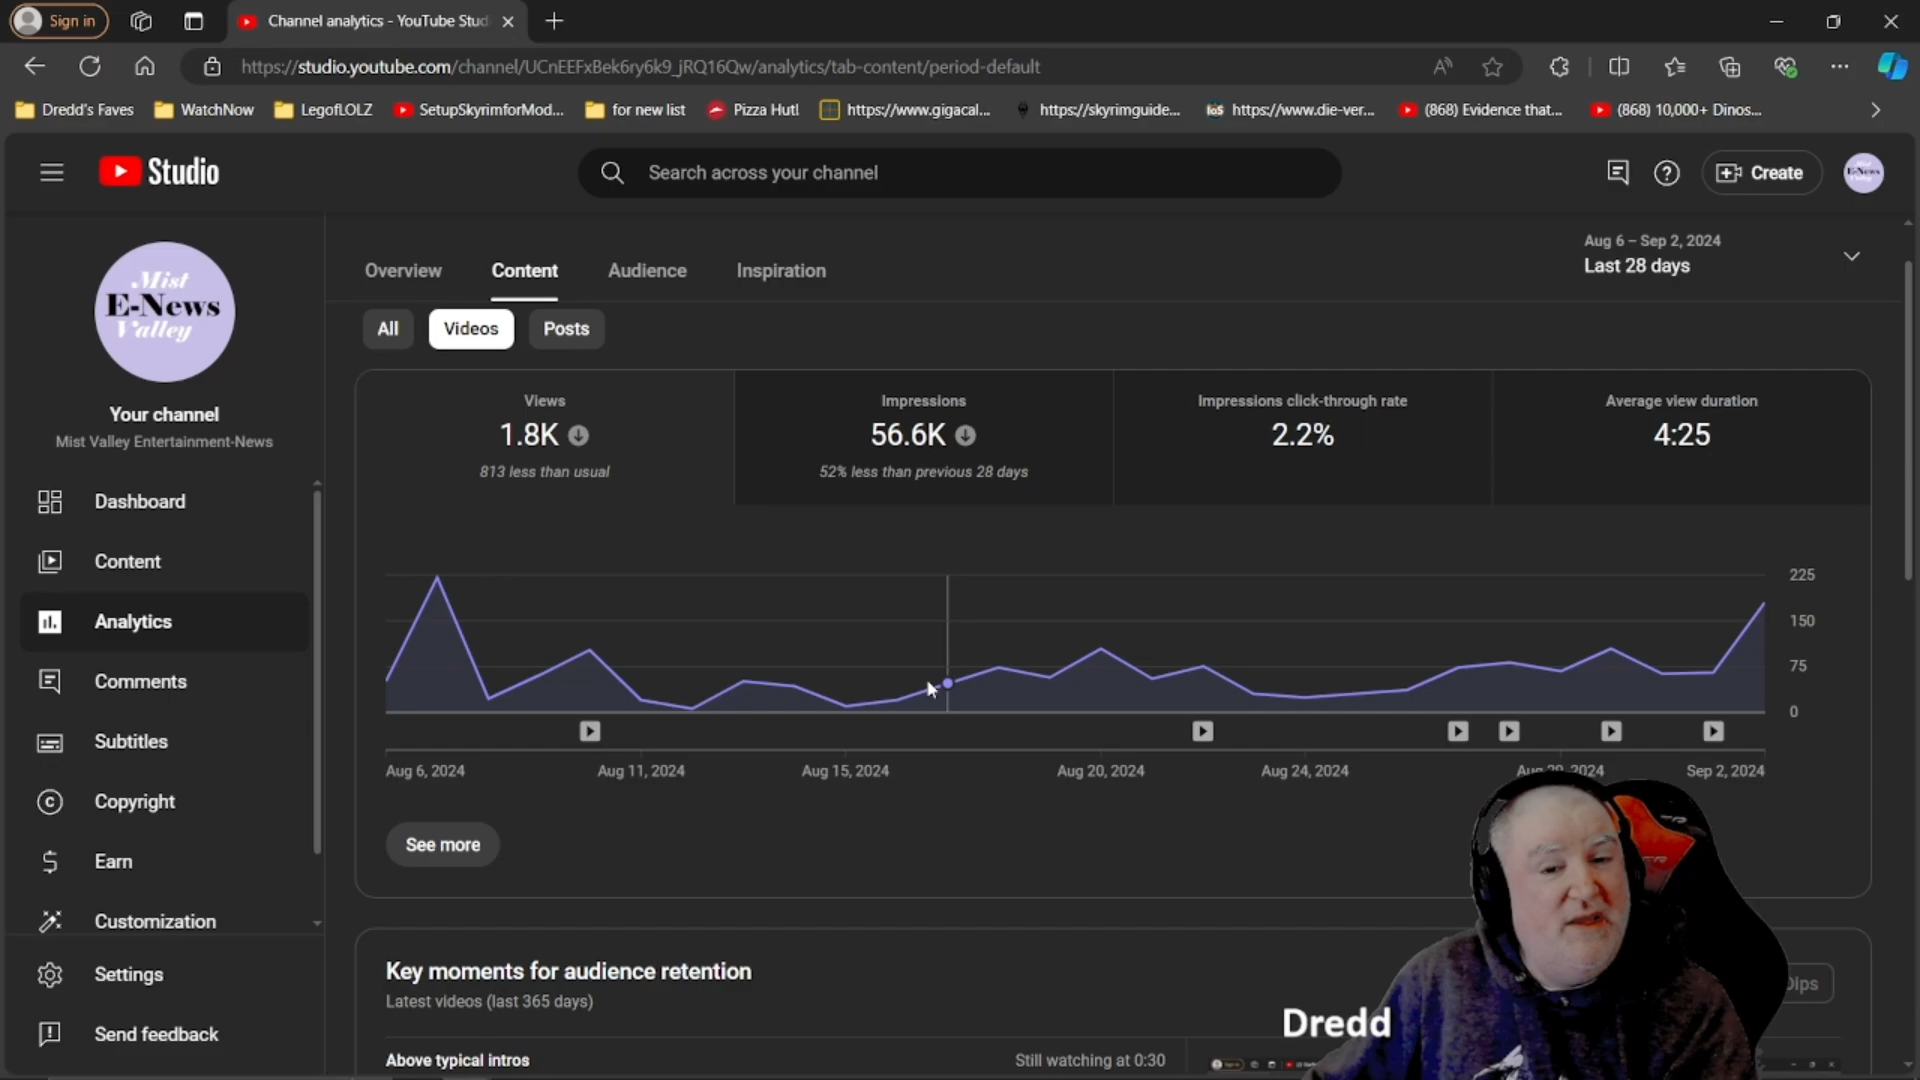 Sign in
Channel analytics - YouTube Stud
https://studio.youtube.com/channel/UCnEEFxBek6ry6k9_jRQ16Qw/analytics/tab-content/period-default
Dredd's Faves
WatchNow
LegofLOLZ
SetupSkyrimforMod...
for new list
Pizza Hutl
https://www.gigacal...
https://skyrimguide...
https://www.die-ver...
(868) Evidence that...
(868) 10,000+ Dinos...
Studio
Search across your channel
Create
Mist
E-News
Valley
Your channel
Mist Valley Entertainment-News
Dashboard
Content
Analytics
Comments
Subtitles
Copyright
Earn
Customization
Settings
Send feedback
Overview
Content
Audience
Inspiration
Aug 6 – Sep 2, 2024
Last 28 days
All
Videos
Posts
Views
1.8K
813 less than usual
Impressions
56.6K
52% less than previous 28 days
Impressions click-through rate
2.2%
Average view duration
4:25
225
150
75
0
Aug 6, 2024
Aug 11, 2024
Aug 15, 2024
Aug 20, 2024
Aug 24, 2024
Aug 29, 2024
Sep 2, 2024
See more
Key moments for audience retention
Latest videos (last 365 days)
Dips
Above typical intros
Still watching at 0:30
Dredd